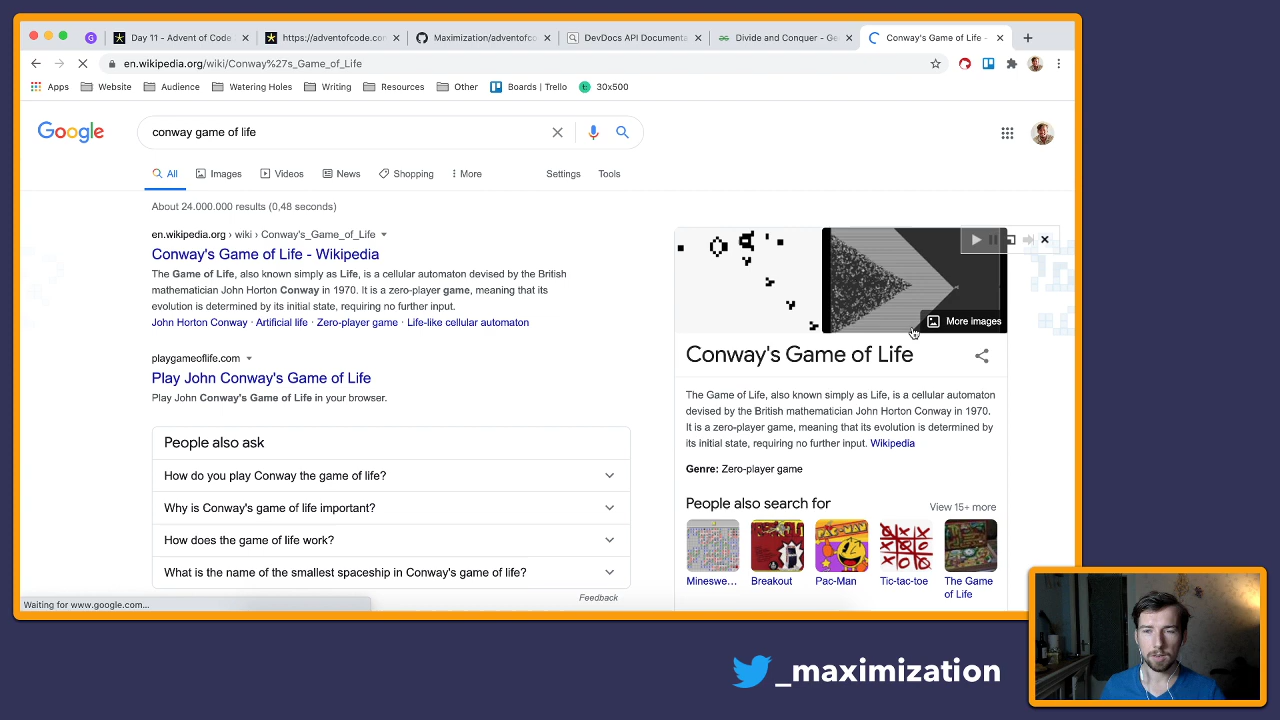 Day 11 - Advent of Code
https://adventofcode.com
Maximization/adventofco
DevDocs API Documenta
Divide and Conquer - Ge
Conway's Game of Life -
en.wikipedia.org/wiki/Conway%27s_Game_of_Life
Apps
Website
Audience
Watering Holes
Writing
Resources
Other
Boards | Trello
30x500
Google
conway game of life
All
Images
Videos
News
Shopping
More
Settings
Tools
About 24.000.000 results (0,48 seconds)
en.wikipedia.org › wiki › Conway's_Game_of_Life
Conway's Game of Life - Wikipedia
The Game of Life, also known simply as Life, is a cellular automaton devised by the British
mathematician John Horton Conway in 1970. It is a zero-player game, meaning that its
evolution is determined by its initial state, requiring no further input.
John Horton Conway · Artificial life · Zero-player game · Life-like cellular automaton
playgameoflife.com
Play John Conway's Game of Life
Play John Conway's Game of Life in your browser.
People also ask
How do you play Conway the game of life?
Why is Conway's game of life important?
How does the game of life work?
What is the name of the smallest spaceship in Conway's game of life?
Feedback
More images
Conway's Game of Life
The Game of Life, also known simply as Life, is a cellular automaton
devised by the British mathematician John Horton Conway in 1970.
It is a zero-player game, meaning that its evolution is determined by
its initial state, requiring no further input. Wikipedia
Genre: Zero-player game
People also search for
View 15+ more
Mineswe...
Breakout
Pac-Man
Tic-tac-toe
The Game
of Life
Waiting for www.google.com...
_maximization